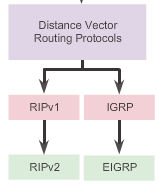 Distance Vector
Routing Protocols
RIPv1
IGRP
RIPv2
EIGRP